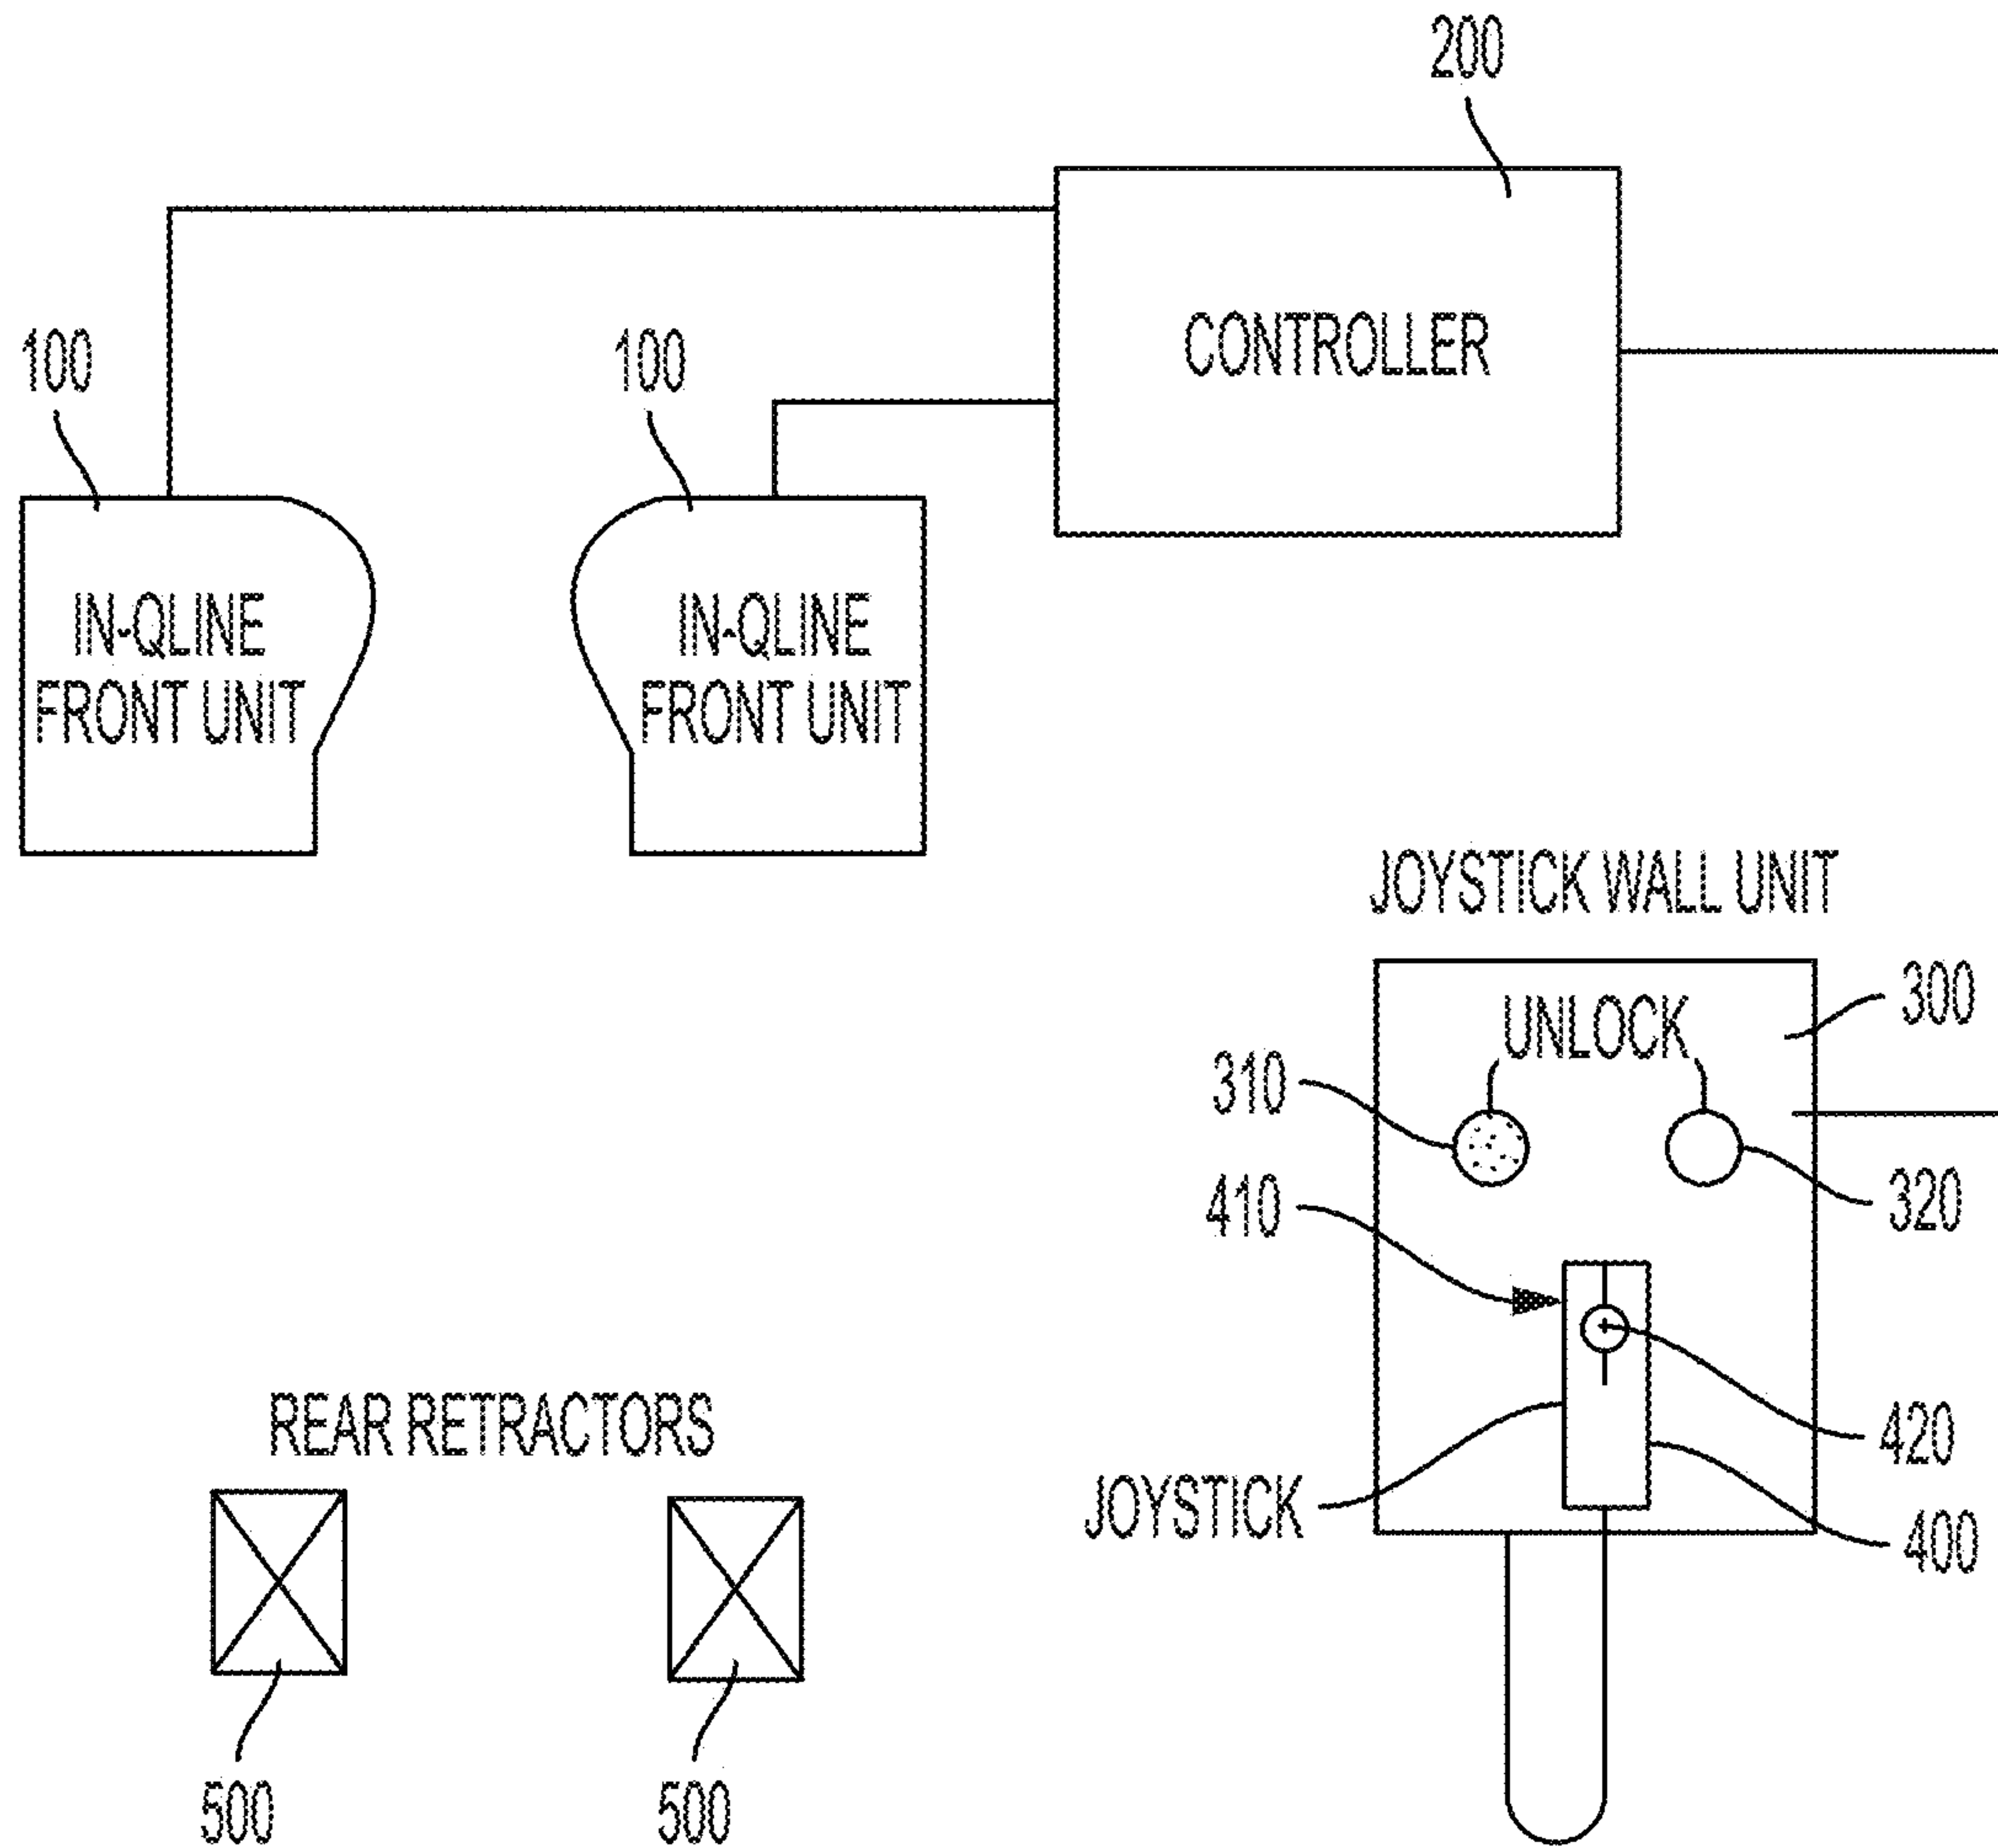 200
CONTROLLER
100
100
IN-QLINE
FRONT UNIT
IN-QLINE
FRONT UNIT
JOYSTICK WALL UNIT
300
UNLOCK
310
320
410
420
JOYSTICK
400
REAR RETRACTORS
500
500